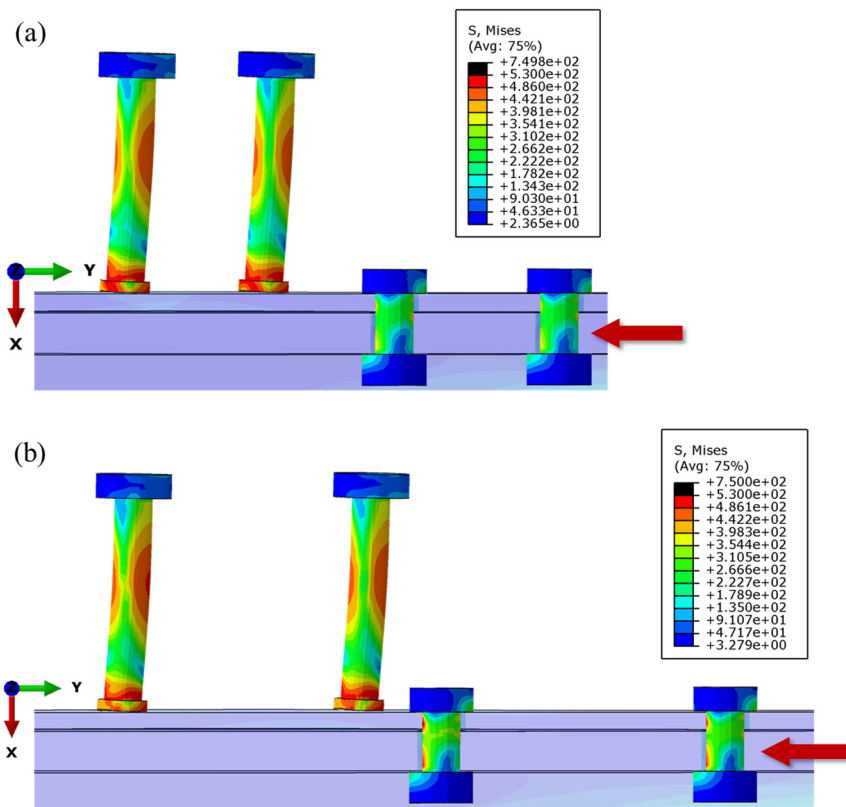 (a)
S, Mises
(Avg: 75%)
+7.498e+02
+5.300e+02
+4.860e+02
+4.421e+02
+3.981e+02
+3.541e+02
+3.102e+02
+2.662e+02
+2.222e+02
+1.782e+02
+1.343e+02
+9.030e+01
+4.633e+01
+2.365e+00
Z
Y
X
(b)
S, Mises
(Avg: 75%)
+7.500e+02
+5.300e+02
+4.861e+02
+4.422e+02
+3.983e+02
+3.544e+02
+3.105e+02
+2.666e+02
+2.227e+02
+1.789e+02
+1.350e+02
+9.107e+01
+4.717e+01
+3.279e+00
Z
Y
X